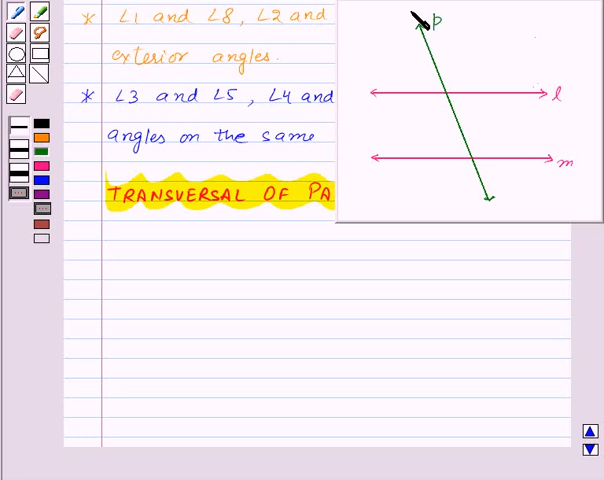 * ∠1 and ∠8, ∠2 and
exterior angles.
* ∠3 and ∠5, ∠4 and
angles on the same
TRANSVERSAL OF PA
p
l
m